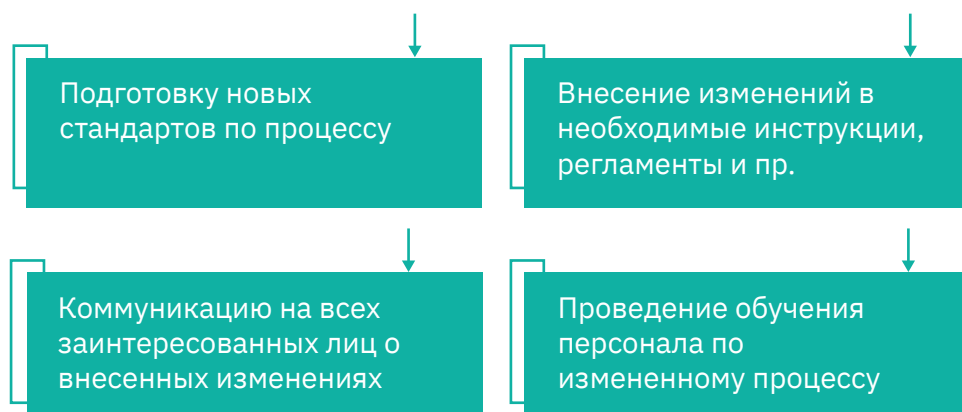 Подготовку новых
стандартов по процессу
Внесение изменений в
необходимые инструкции,
регламенты и пр.
Коммуникацию на всех
заинтересованных лиц о
внесенных изменениях
Проведение обучения
персонала по
измененному процессу